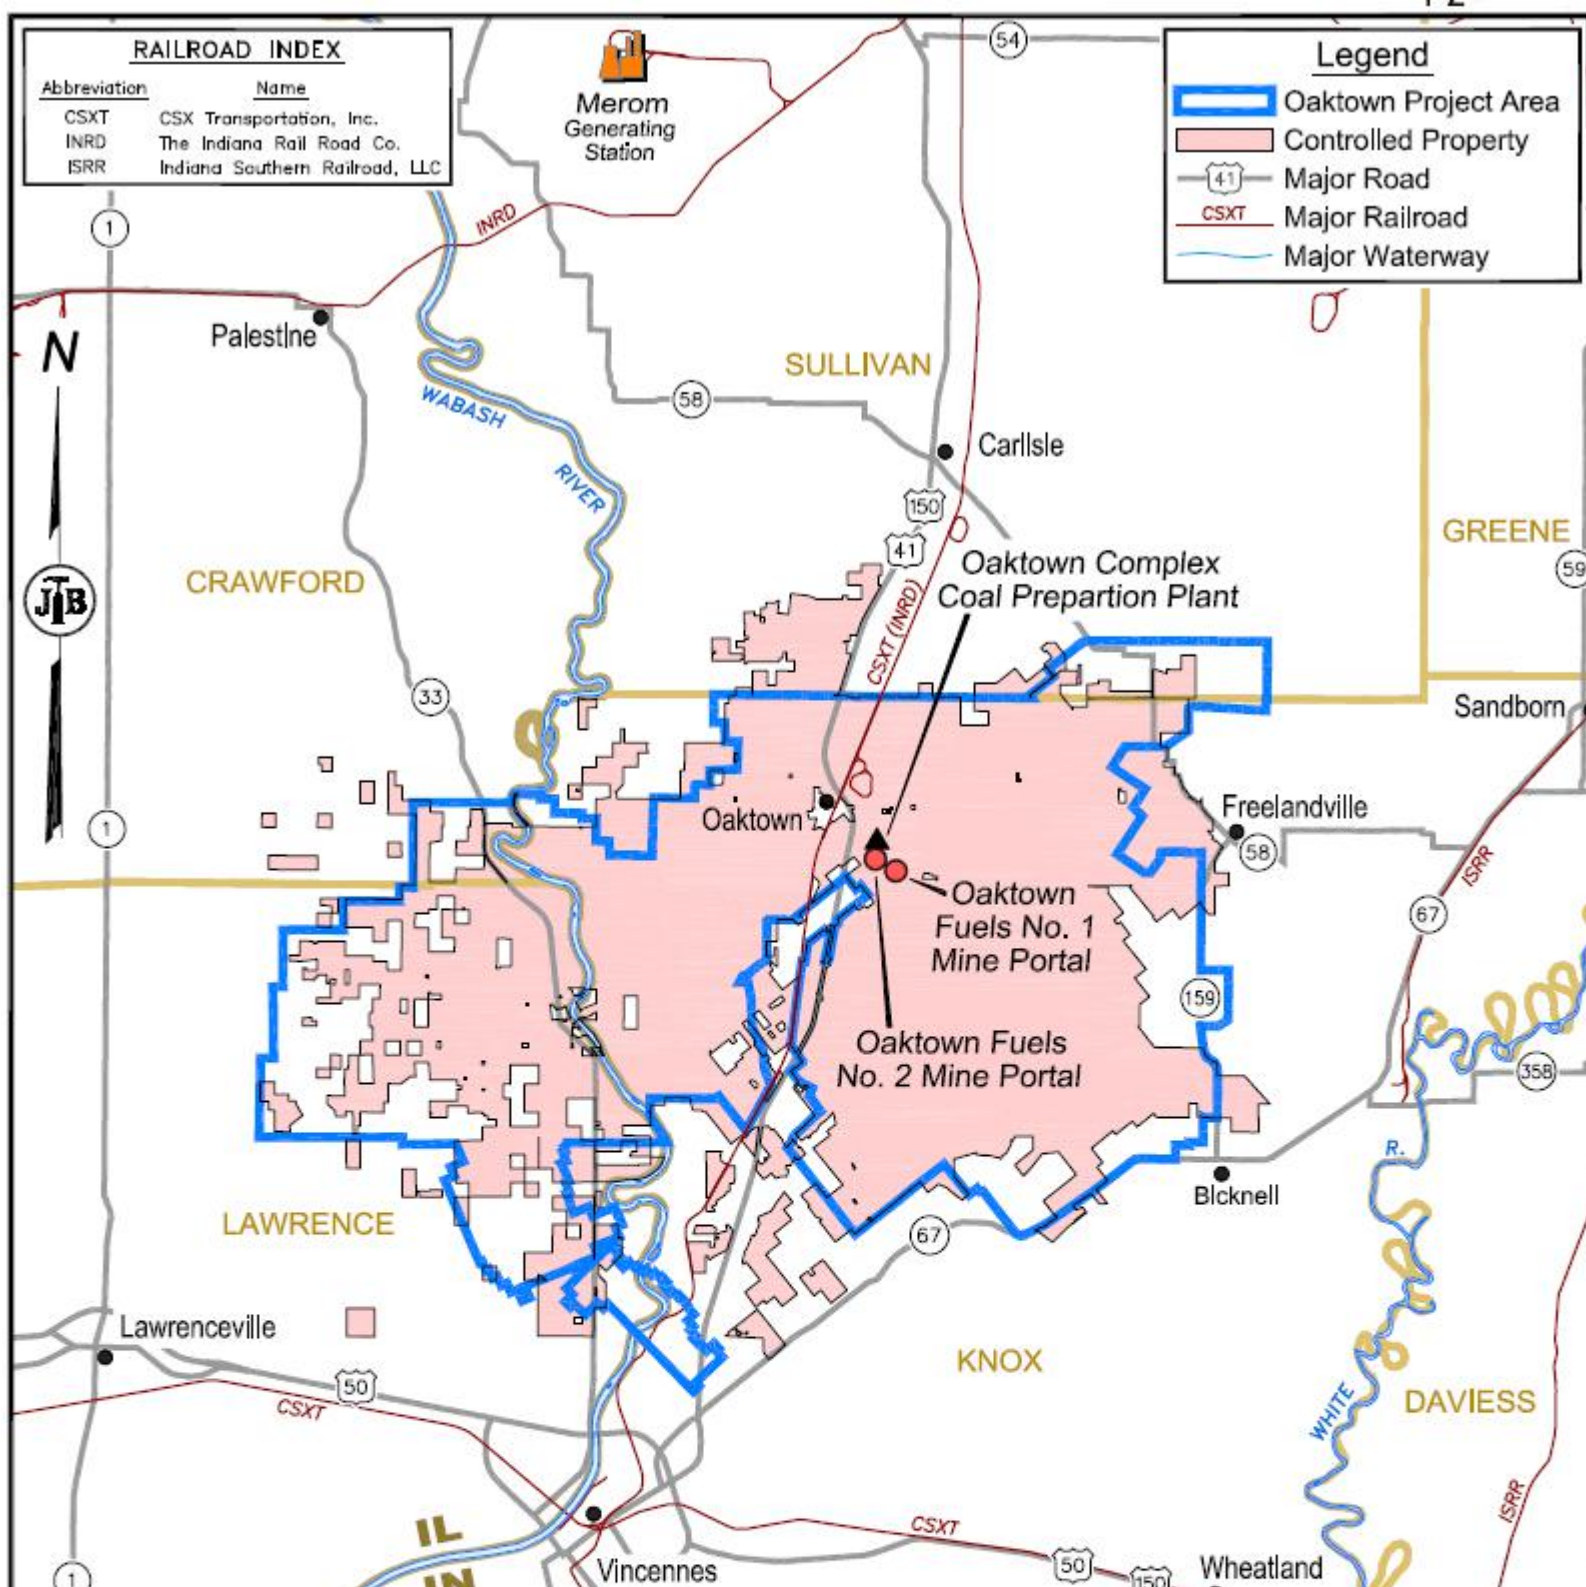 RAILROAD INDEX
Abbreviation Name
CSXT CSX Transportation, Inc.
INRD The Indiana Rail Road Co.
ISRR Indiana Southern Railroad, LLC
Legend
Oaktown Project Area
Controlled Property
41 Major Road
CSXT Major Railroad
Major Waterway
54
Merom
Generating
Station
1
INRD
Palestine
N
SULLIVAN
WABASH
58
Carlisle
RIVER
150
GREENE
41
59
Oaktown Complex
Coal Prepartion Plant
CRAWFORD
JTB
CSXT (INRD)
33
Sandborn
Oaktown
Freelandville
1
58
ISRR
Oaktown
Fuels No. 1
Mine Portal
67
159
Oaktown Fuels
No. 2 Mine Portal
358
R.
Bicknell
LAWRENCE
67
Lawrenceville
KNOX
50
CSXT
WHITE
DAVIESS
ISRR
IL
IN
CSXT
Vincennes
50
150
Wheatland
1